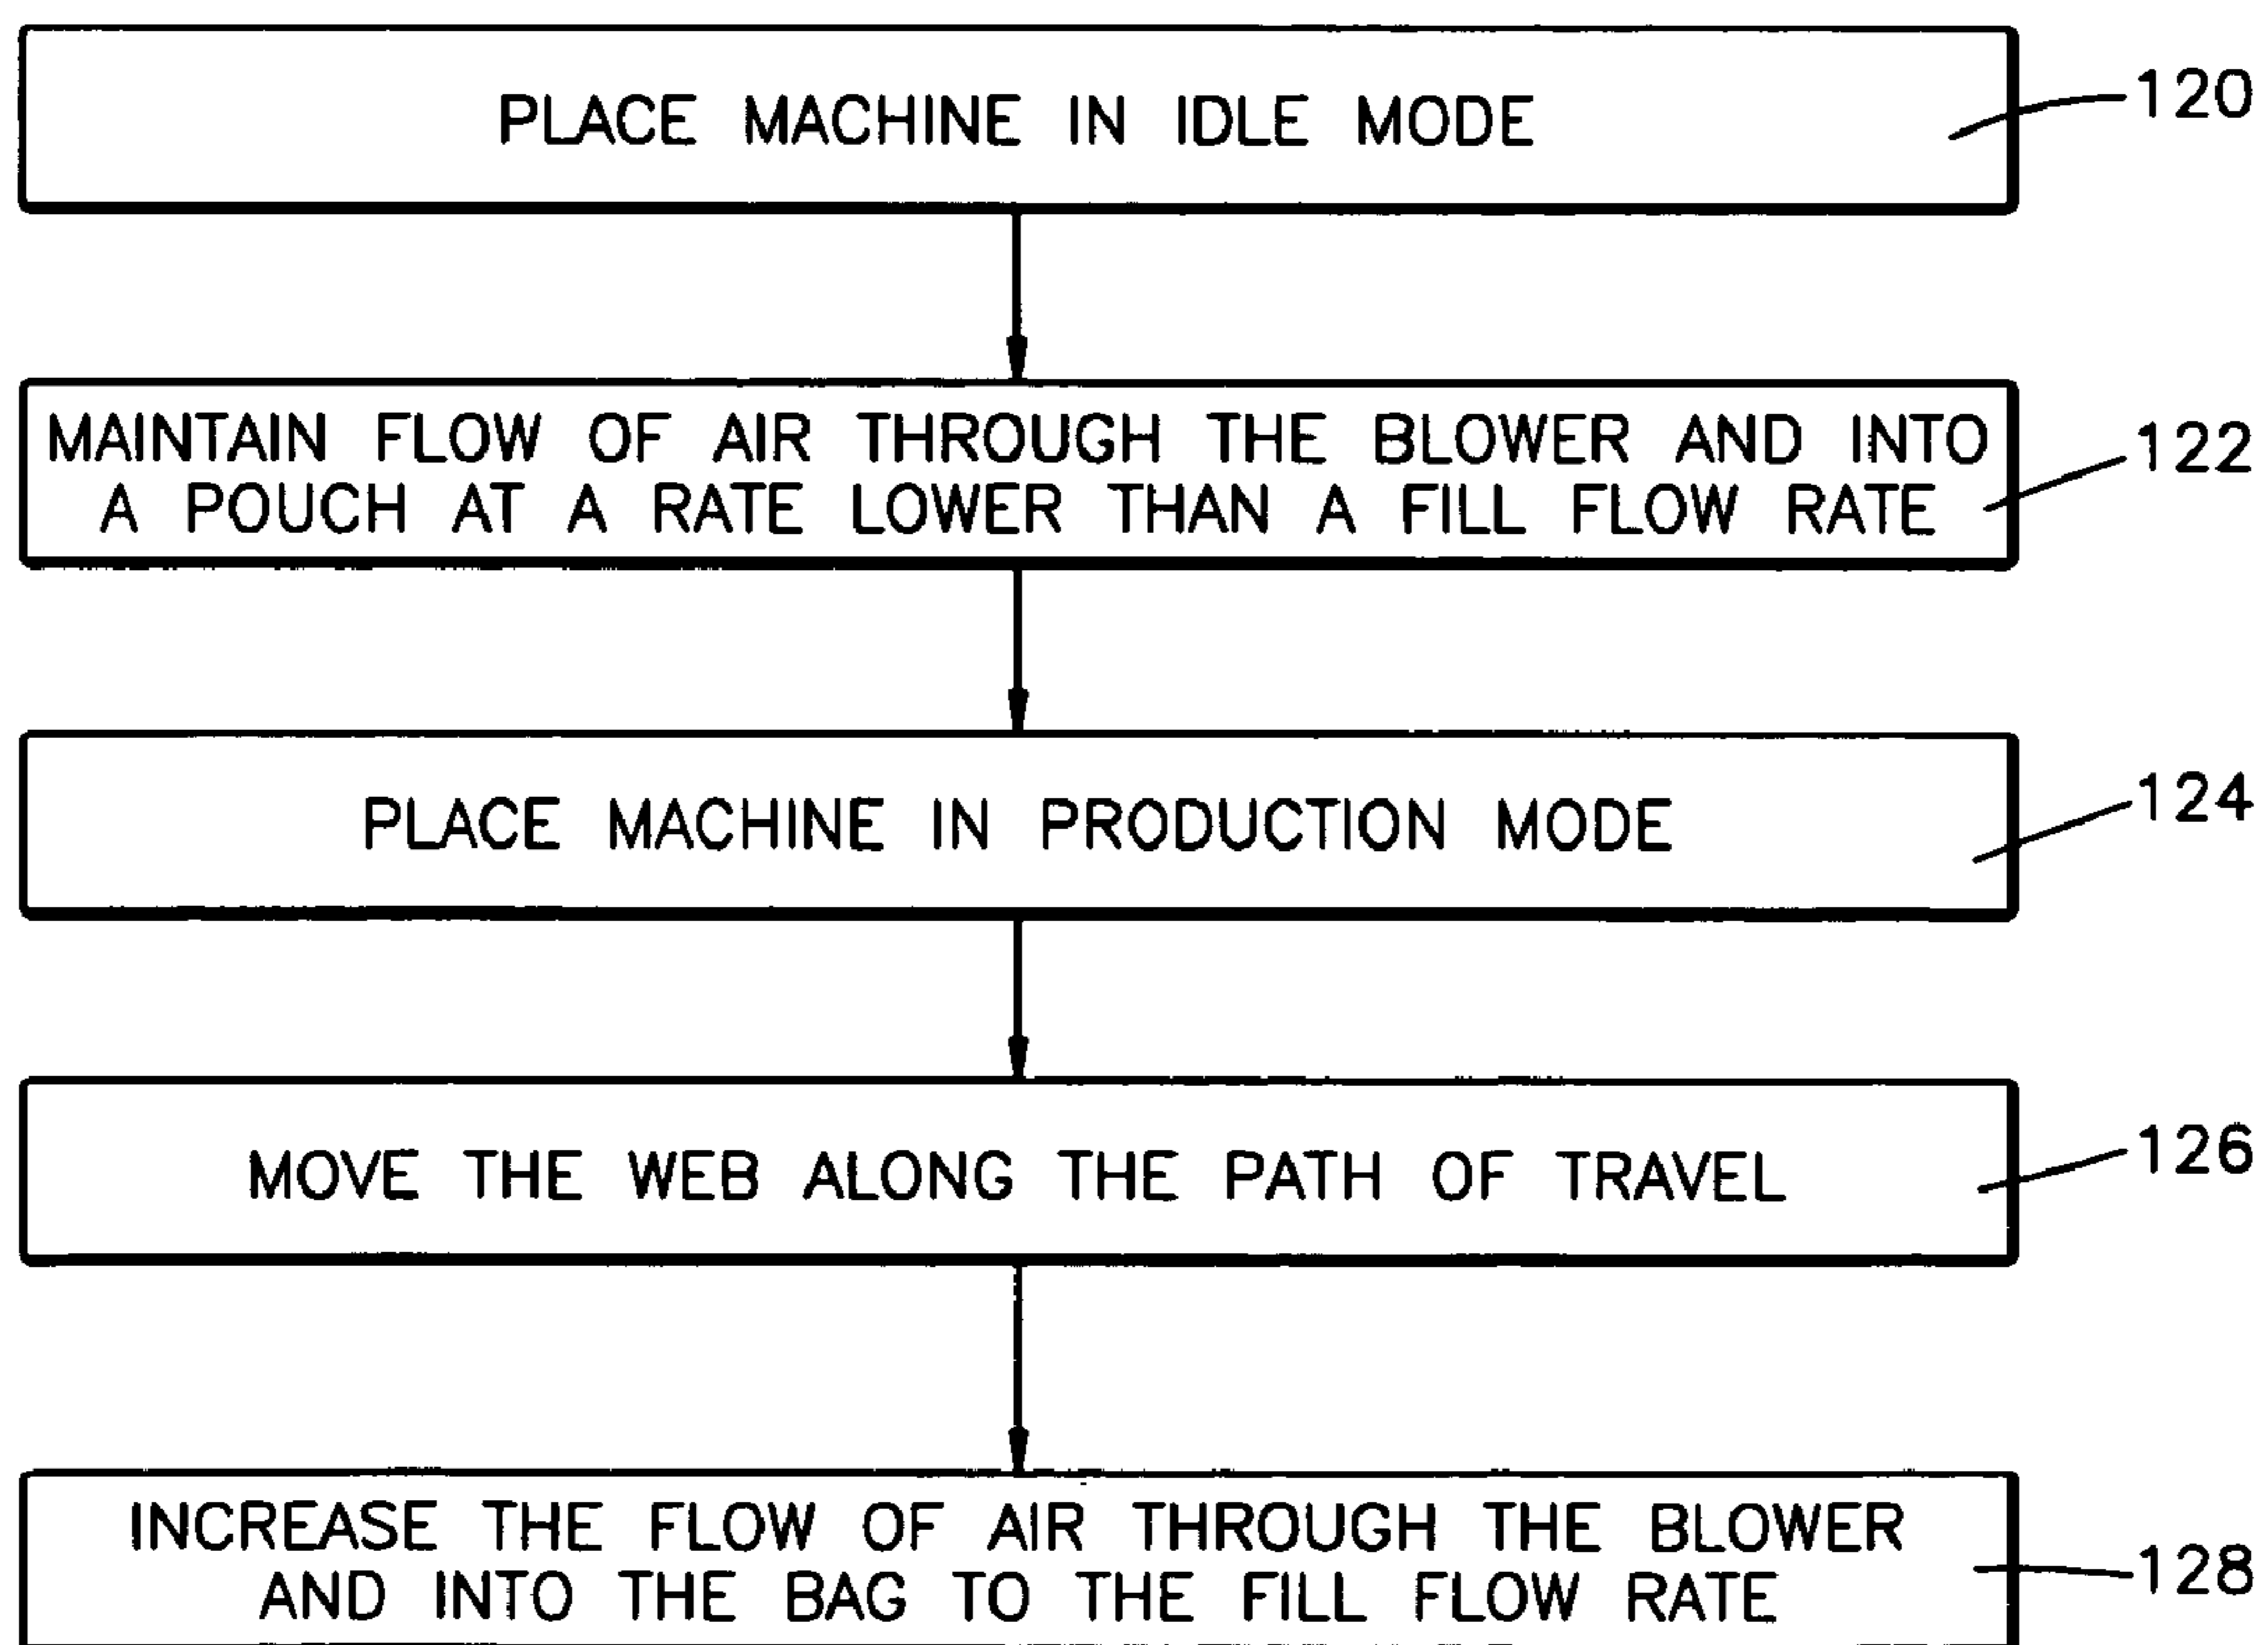 PLACE MACHINE IN IDLE MODE
120
MAINTAIN FLOW OF AIR THROUGH THE BLOWER AND INTO
A POUCH AT A RATE LOWER THAN A FILL FLOW RATE
122
PLACE MACHINE IN PRODUCTION MODE
124
MOVE THE WEB ALONG THE PATH OF TRAVEL
126
INCREASE THE FLOW OF AIR THROUGH THE BLOWER
AND INTO THE BAG TO THE FILL FLOW RATE
128